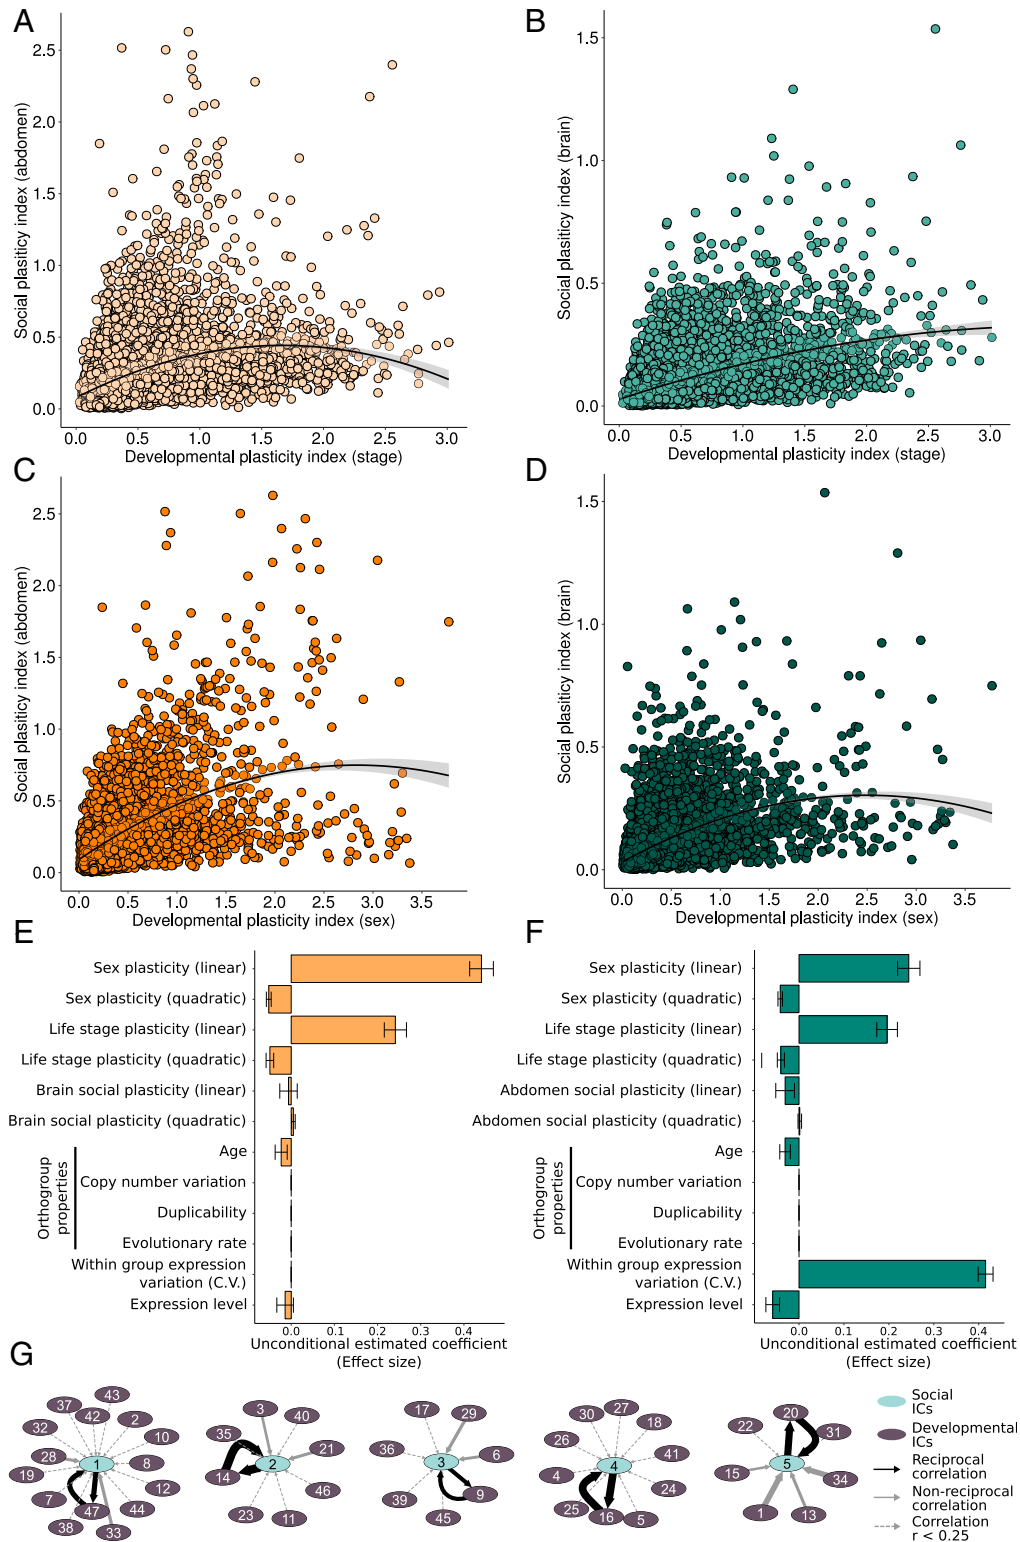 A
2.5
2.0
1.5
1.0
0.5
0.0
Social plasiticy index (abdomen)
0.0 0.5 1.0 1.5 2.0 2.5 3.0
Developmental plasticity index (stage)
B
1.5
1.0
0.5
0.0
Social plasiticy index (brain)
0.0 0.5 1.0 1.5 2.0 2.5 3.0
Developmental plasticity index (stage)
C
2.5
2.0
1.5
1.0
0.5
0.0
Social plasiticy index (abdomen)
0.0 0.5 1.0 1.5 2.0 2.5 3.0 3.5
Developmental plasticity index (sex)
D
1.5
1.0
0.5
0.0
Social plasiticy index (brain)
0.0 0.5 1.0 1.5 2.0 2.5 3.0 3.5
Developmental plasticity index (sex)
E
Sex plasticity (linear)
Sex plasticity (quadratic)
Life stage plasticity (linear)
Life stage plasticity (quadratic)
Brain social plasticity (linear)
Brain social plasticity (quadratic)
Orthogroup
properties
Age
Copy number variation
Duplicability
Evolutionary rate
Within group expression
variation (C.V.)
Expression level
0.0 0.1 0.2 0.3 0.4
Unconditional estimated coefficient
(Effect size)
F
Sex plasticity (linear)
Sex plasticity (quadratic)
Life stage plasticity (linear)
Life stage plasticity (quadratic)
Abdomen social plasticity (linear)
Abdomen social plasticity (quadratic)
Orthogroup
properties
Age
Copy number variation
Duplicability
Evolutionary rate
Within group expression
variation (C.V.)
Expression level
0.0 0.1 0.2 0.3 0.4
Unconditional estimated coefficient
(Effect size)
G
43
37
42
2
32
10
28
1
8
19
12
7
47
44
38
33
3
40
35
21
2
14
46
23
11
17
29
36
6
3
39
9
45
27
30
18
26
41
4
4
24
25
16
5
20
22
31
15
5
34
1
13
Social
ICs
Developmental
ICs
Reciprocal
correlation
Non-reciprocal
correlation
Correlation
r < 0.25